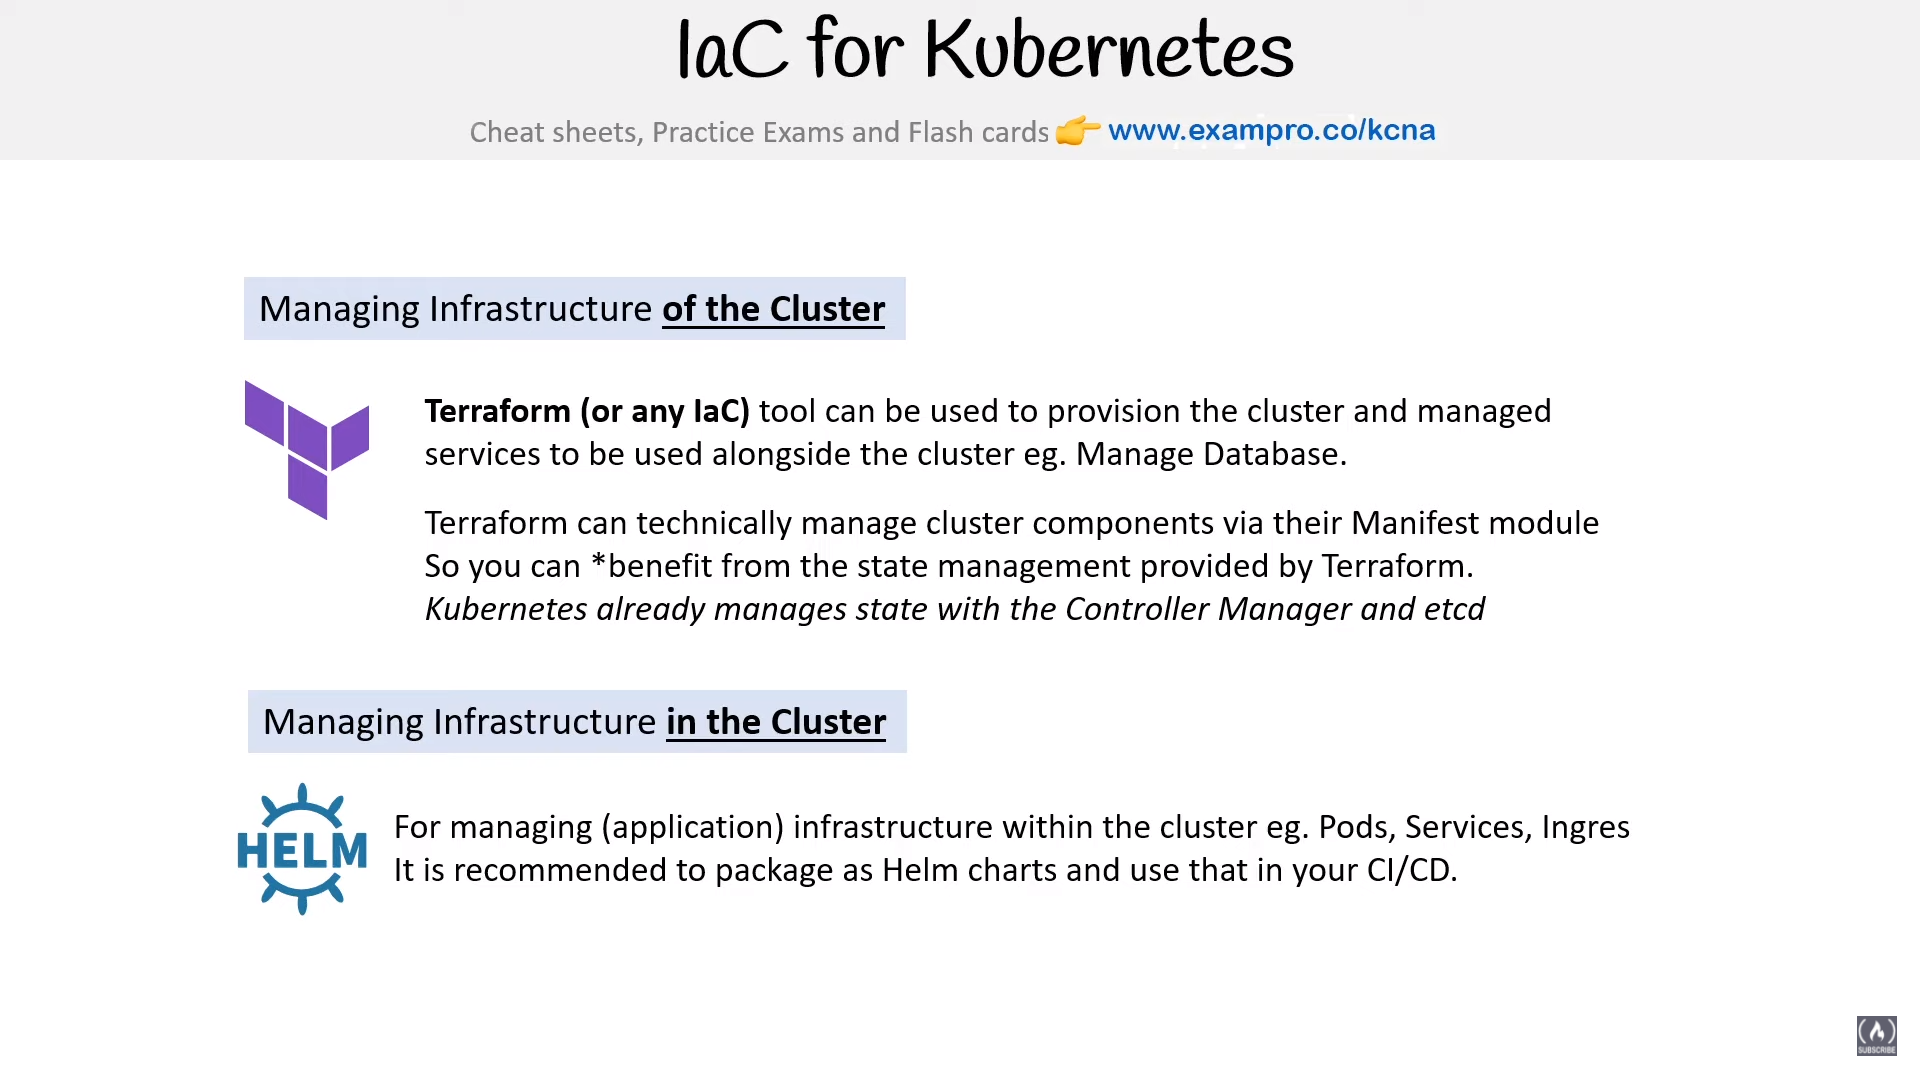 IaC for Kubernetes
Cheat sheets, Practice Exams and Flash cards 👉 www.exampro.co/kcna
Managing Infrastructure of the Cluster
Terraform (or any IaC) tool can be used to provision the cluster and managed
services to be used alongside the cluster eg. Manage Database.
Terraform can technically manage cluster components via their Manifest module
So you can *benefit from the state management provided by Terraform.
Kubernetes already manages state with the Controller Manager and etcd
Managing Infrastructure in the Cluster
HELM
For managing (application) infrastructure within the cluster eg. Pods, Services, Ingres
It is recommended to package as Helm charts and use that in your CI/CD.
SUBSCRIBE